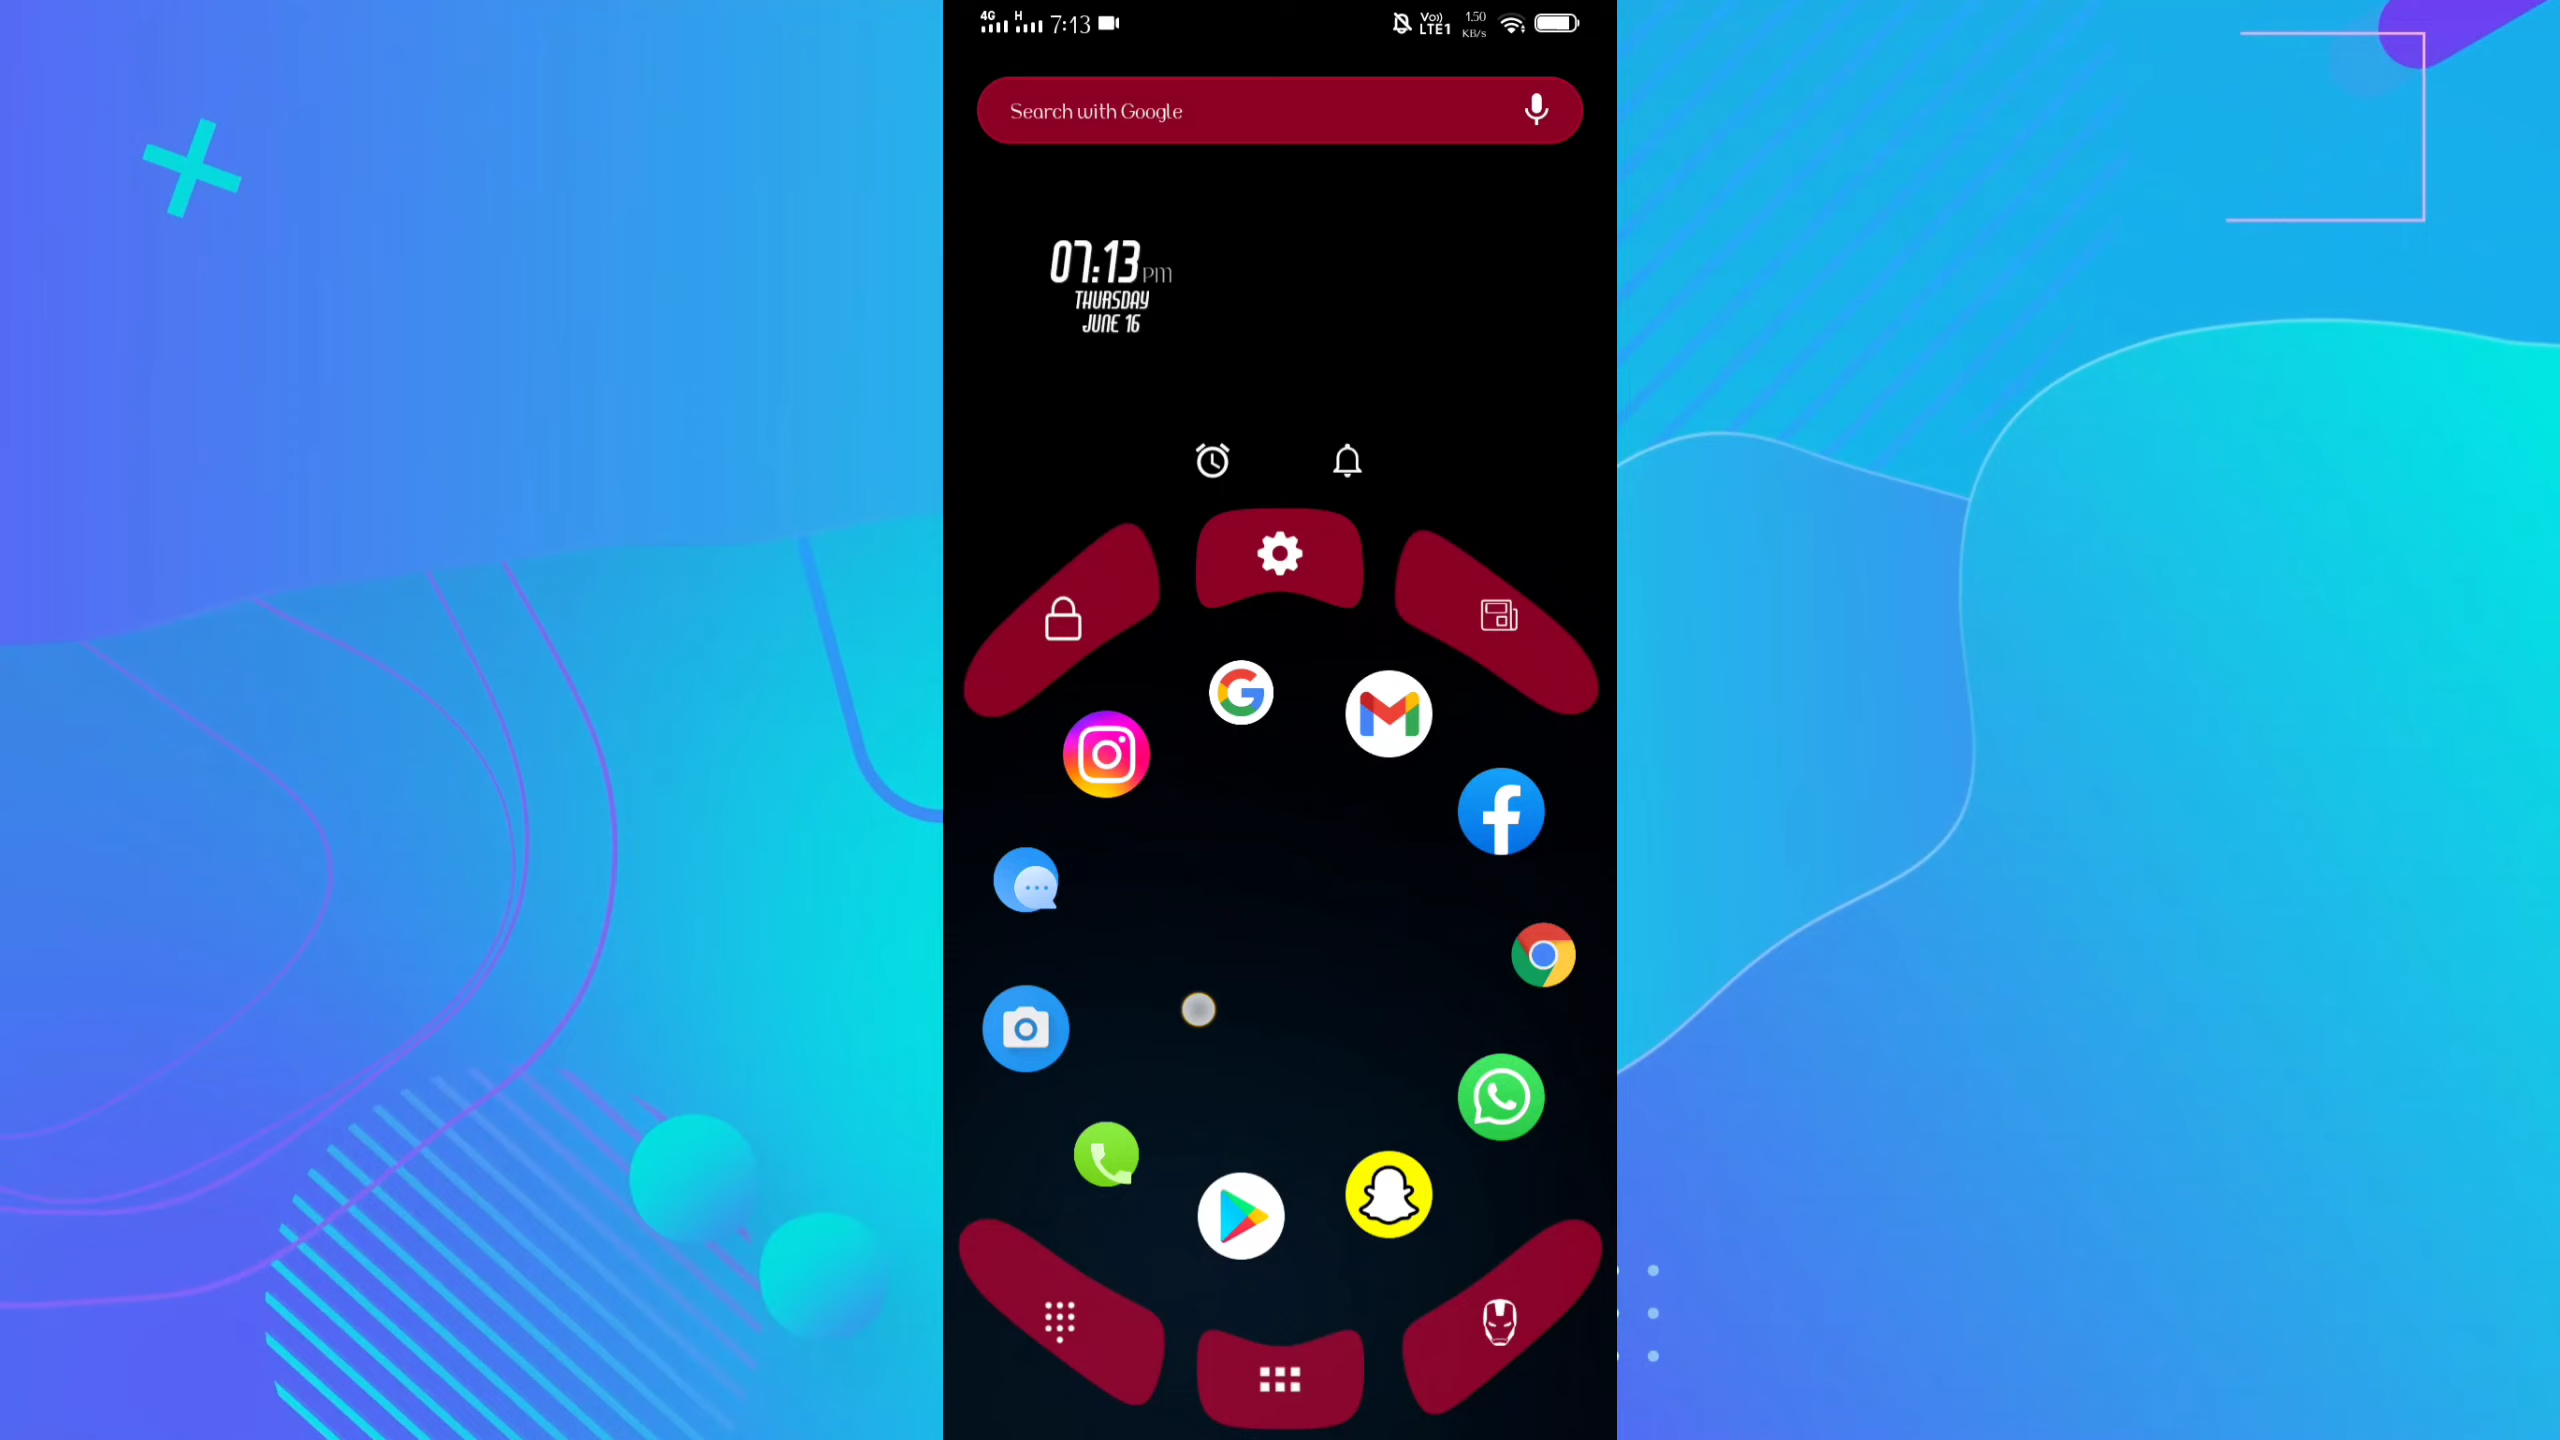 4G H 7:13 Vo)) LTE1 1.50 KB/s
Search with Google
07:13 PM
THURSDAY
JUNE 16